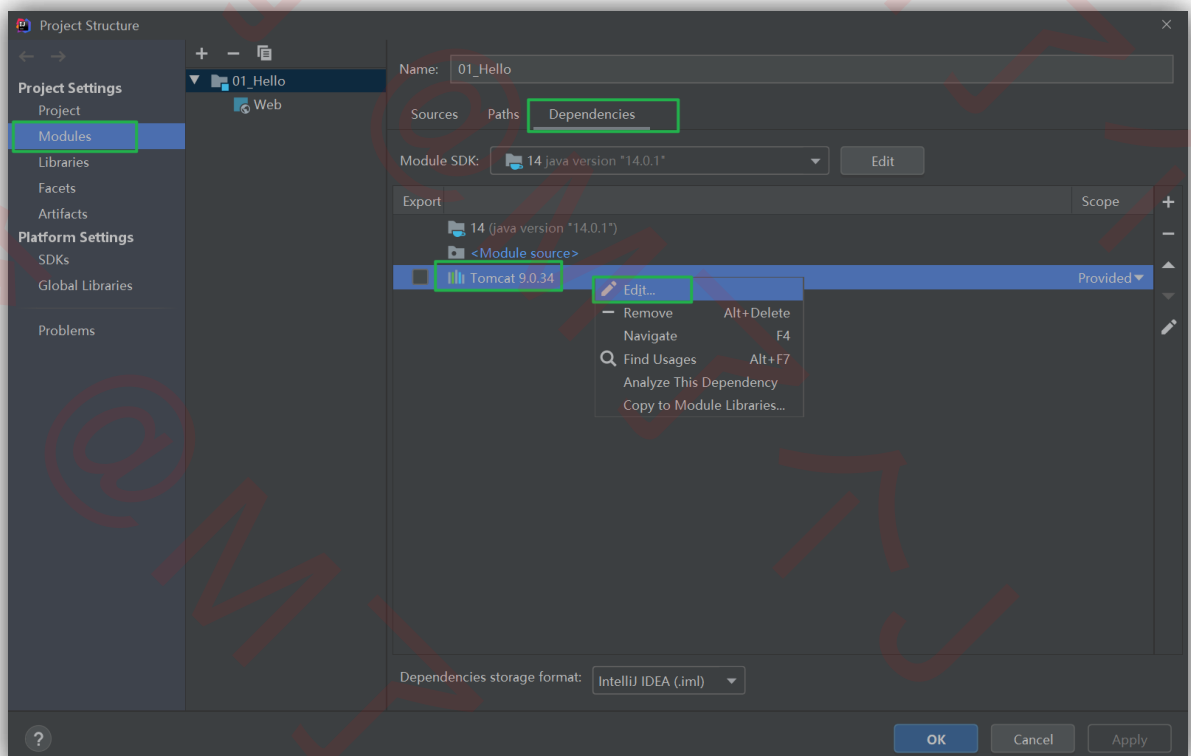 Project Structure
Project Settings
Project
Modules
Libraries
Facets
Artifacts
Platform Settings
SDKs
Global Libraries
Problems
01_Hello
Web
Name: 01_Hello
Sources Paths Dependencies
Module SDK: 14 java version "14.0.1" Edit
Export Scope
14 (java version "14.0.1")
<Module source>
Tomcat 9.0.34 Provided
Edit...
Remove Alt+Delete
Navigate F4
Find Usages Alt+F7
Analyze This Dependency
Copy to Module Libraries...
Dependencies storage format: IntelliJ IDEA (.iml)
? OK Cancel Apply